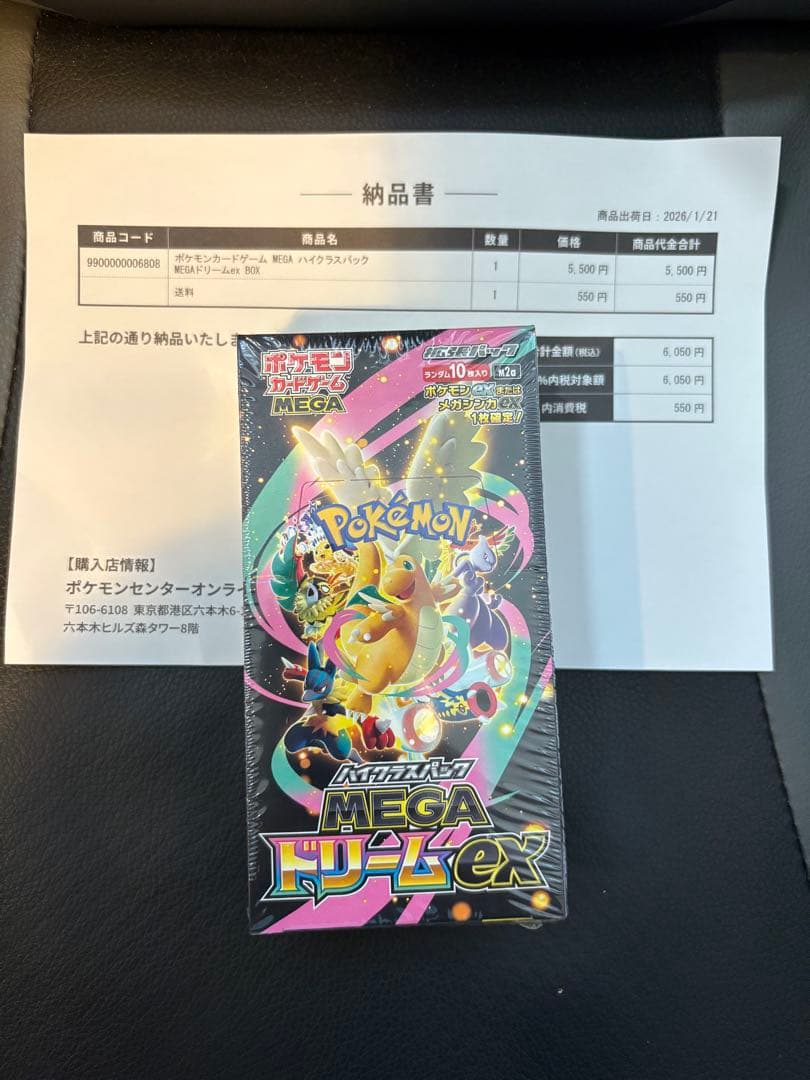 納品書
商品出荷日：2026/1/21
商品コード 商品名 数量 価格 商品代金合計
9900000006808 ポケモンカードゲーム MEGA ハイクラスパック
MEGAドリームex BOX 1 5,500 円 5,500 円
送料 1 550 円 550 円
上記の通り納品いたしま
計金額(税込) 6,050 円
%内税対象額 6,050 円
内消費税 550 円
【購入店情報】
ポケモンセンターオンライ
〒106-6108 東京都港区六本木6-
六本木ヒルズ森タワー8階
ポケモン
カードゲーム
MEGA
拡張パック
ランダム10枚入り M2a
ポケモンexまたは
メガシンカex
1枚確定!
POKéMON
ハイクラスパック
MEGA
ドリームex